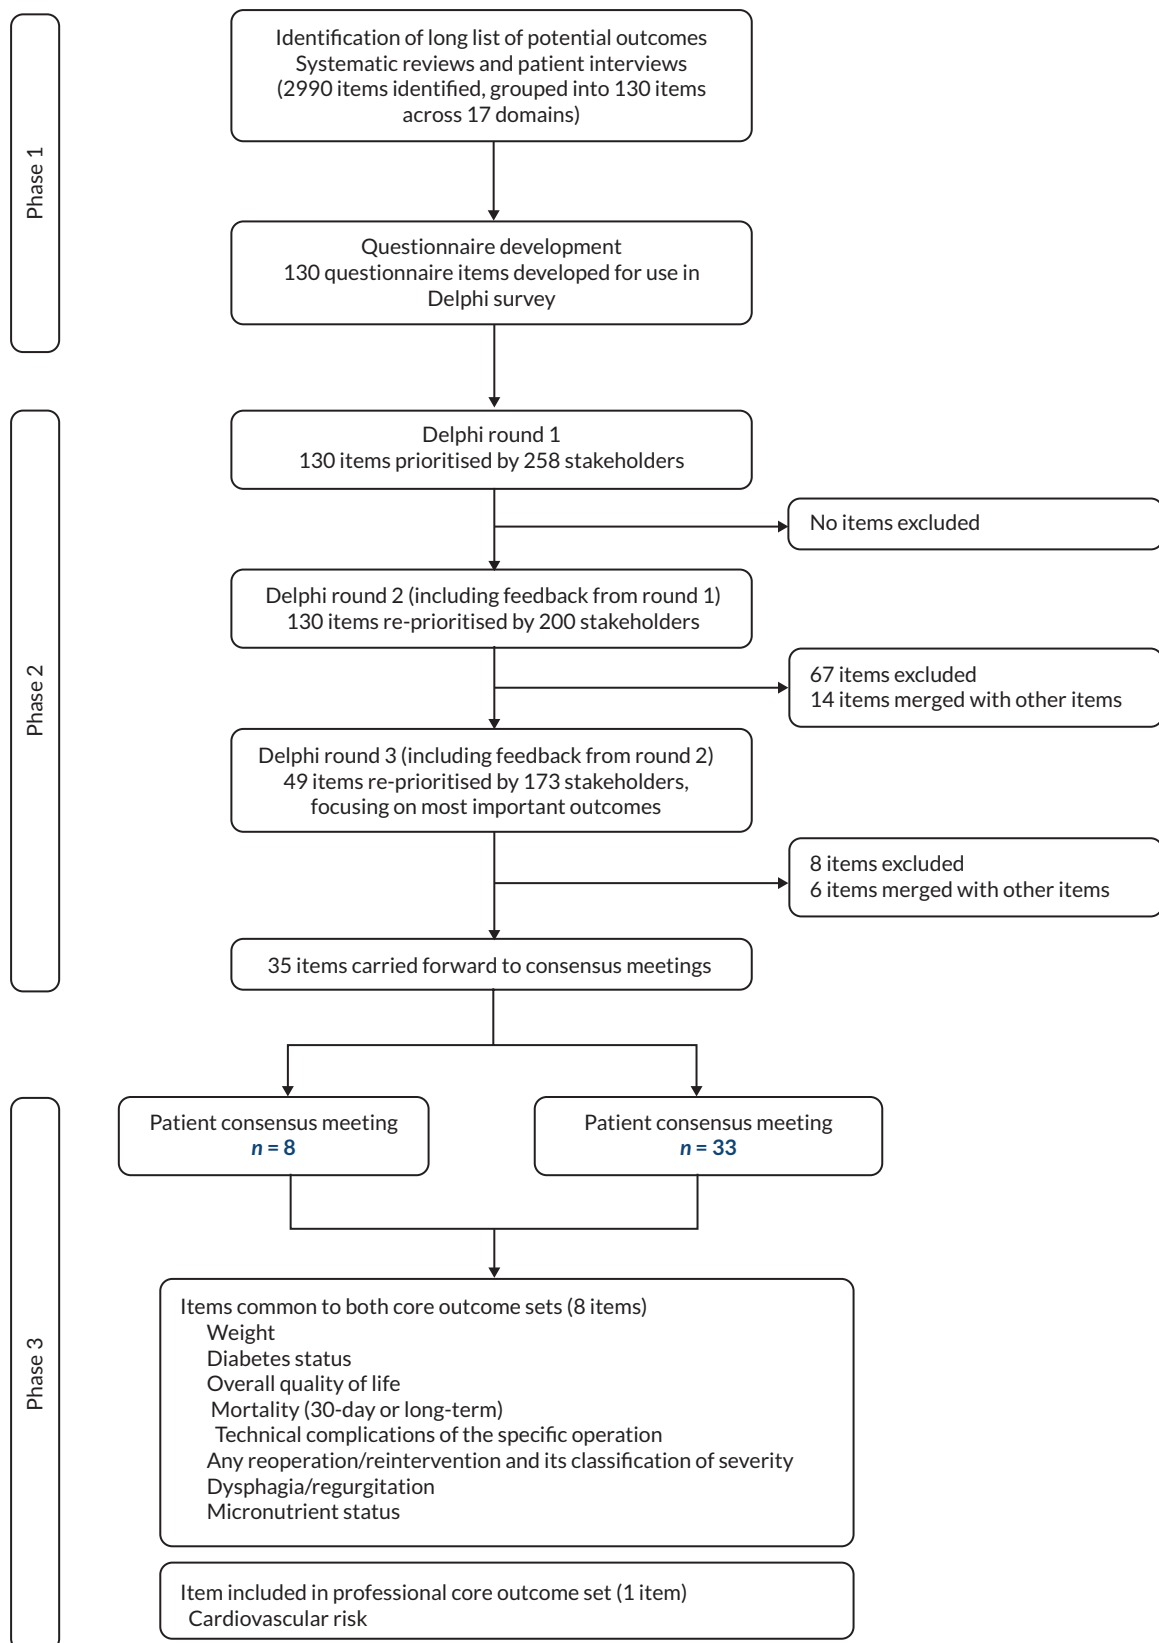 Phase 1
Identification of long list of potential outcomes
Systematic reviews and patient interviews
(2990 items identified, grouped into 130 items
across 17 domains)
Questionnaire development
130 questionnaire items developed for use in
Delphi survey
Phase 2
Delphi round 1
130 items prioritised by 258 stakeholders
No items excluded
Delphi round 2 (including feedback from round 1)
130 items re-prioritised by 200 stakeholders
67 items excluded
14 items merged with other items
Delphi round 3 (including feedback from round 2)
49 items re-prioritised by 173 stakeholders,
focusing on most important outcomes
8 items excluded
6 items merged with other items
35 items carried forward to consensus meetings
Phase 3
Patient consensus meeting
n = 8
Patient consensus meeting
n = 33
Items common to both core outcome sets (8 items)
Weight
Diabetes status
Overall quality of life
Mortality (30-day or long-term)
Technical complications of the specific operation
Any reoperation/reintervention and its classification of severity
Dysphagia/regurgitation
Micronutrient status
Item included in professional core outcome set (1 item)
Cardiovascular risk